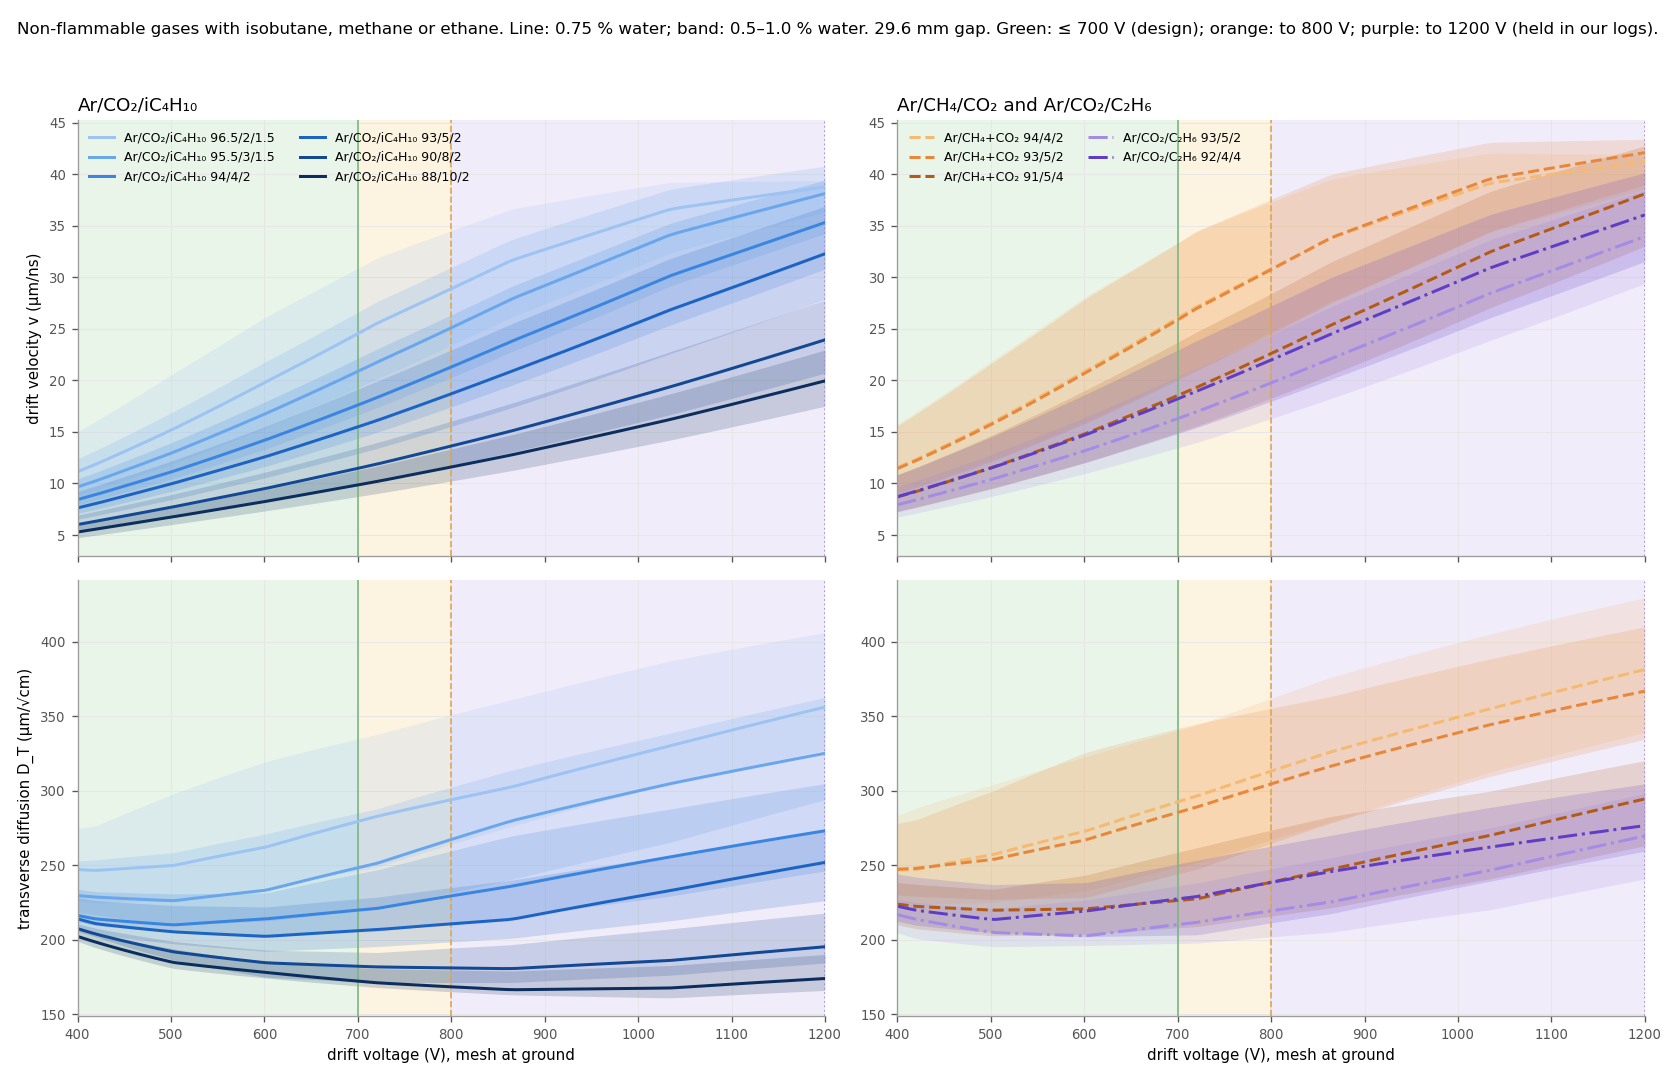 Non-flammable gases with isobutane, methane or ethane. Line: 0.75 % water; band: 0.5–1.0 % water. 29.6 mm gap. Green: ≤ 700 V (design); orange: to 800 V; purple: to 1200 V (held in our logs).
Ar/CO₂/iC₄H₁₀
45
40
35
30
25
20
15
10
5
drift velocity v (μm/ns)
Ar/CO₂/iC₄H₁₀ 96.5/2/1.5
Ar/CO₂/iC₄H₁₀ 95.5/3/1.5
Ar/CO₂/iC₄H₁₀ 94/4/2
Ar/CO₂/iC₄H₁₀ 93/5/2
Ar/CO₂/iC₄H₁₀ 90/8/2
Ar/CO₂/iC₄H₁₀ 88/10/2
Ar/CH₄/CO₂ and Ar/CO₂/C₂H₆
45
40
35
30
25
20
15
10
5
Ar/CH₄+CO₂ 94/4/2
Ar/CH₄+CO₂ 93/5/2
Ar/CH₄+CO₂ 91/5/4
Ar/CO₂/C₂H₆ 93/5/2
Ar/CO₂/C₂H₆ 92/4/4
400
350
300
250
200
150
transverse diffusion D_T (μm/√cm)
400 500 600 700 800 900 1000 1100 1200
drift voltage (V), mesh at ground
400
350
300
250
200
150
400 500 600 700 800 900 1000 1100 1200
drift voltage (V), mesh at ground